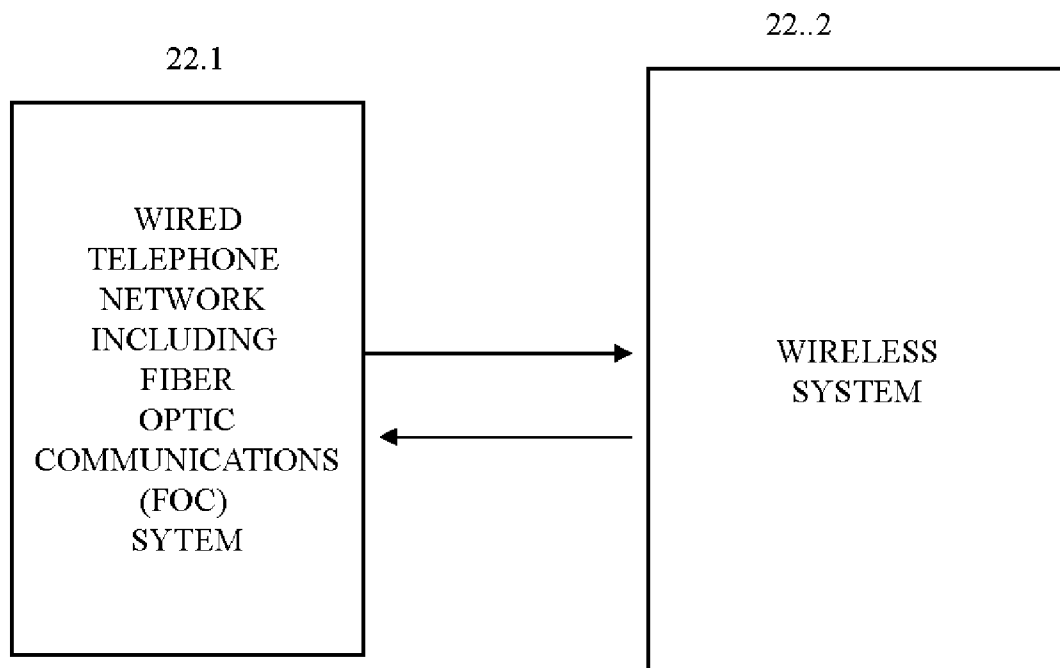 22.1
WIRED
TELEPHONE
NETWORK
INCLUDING
FIBER
OPTIC
COMMUNICATIONS
(FOC)
SYTEM
22..2
WIRELESS
SYSTEM